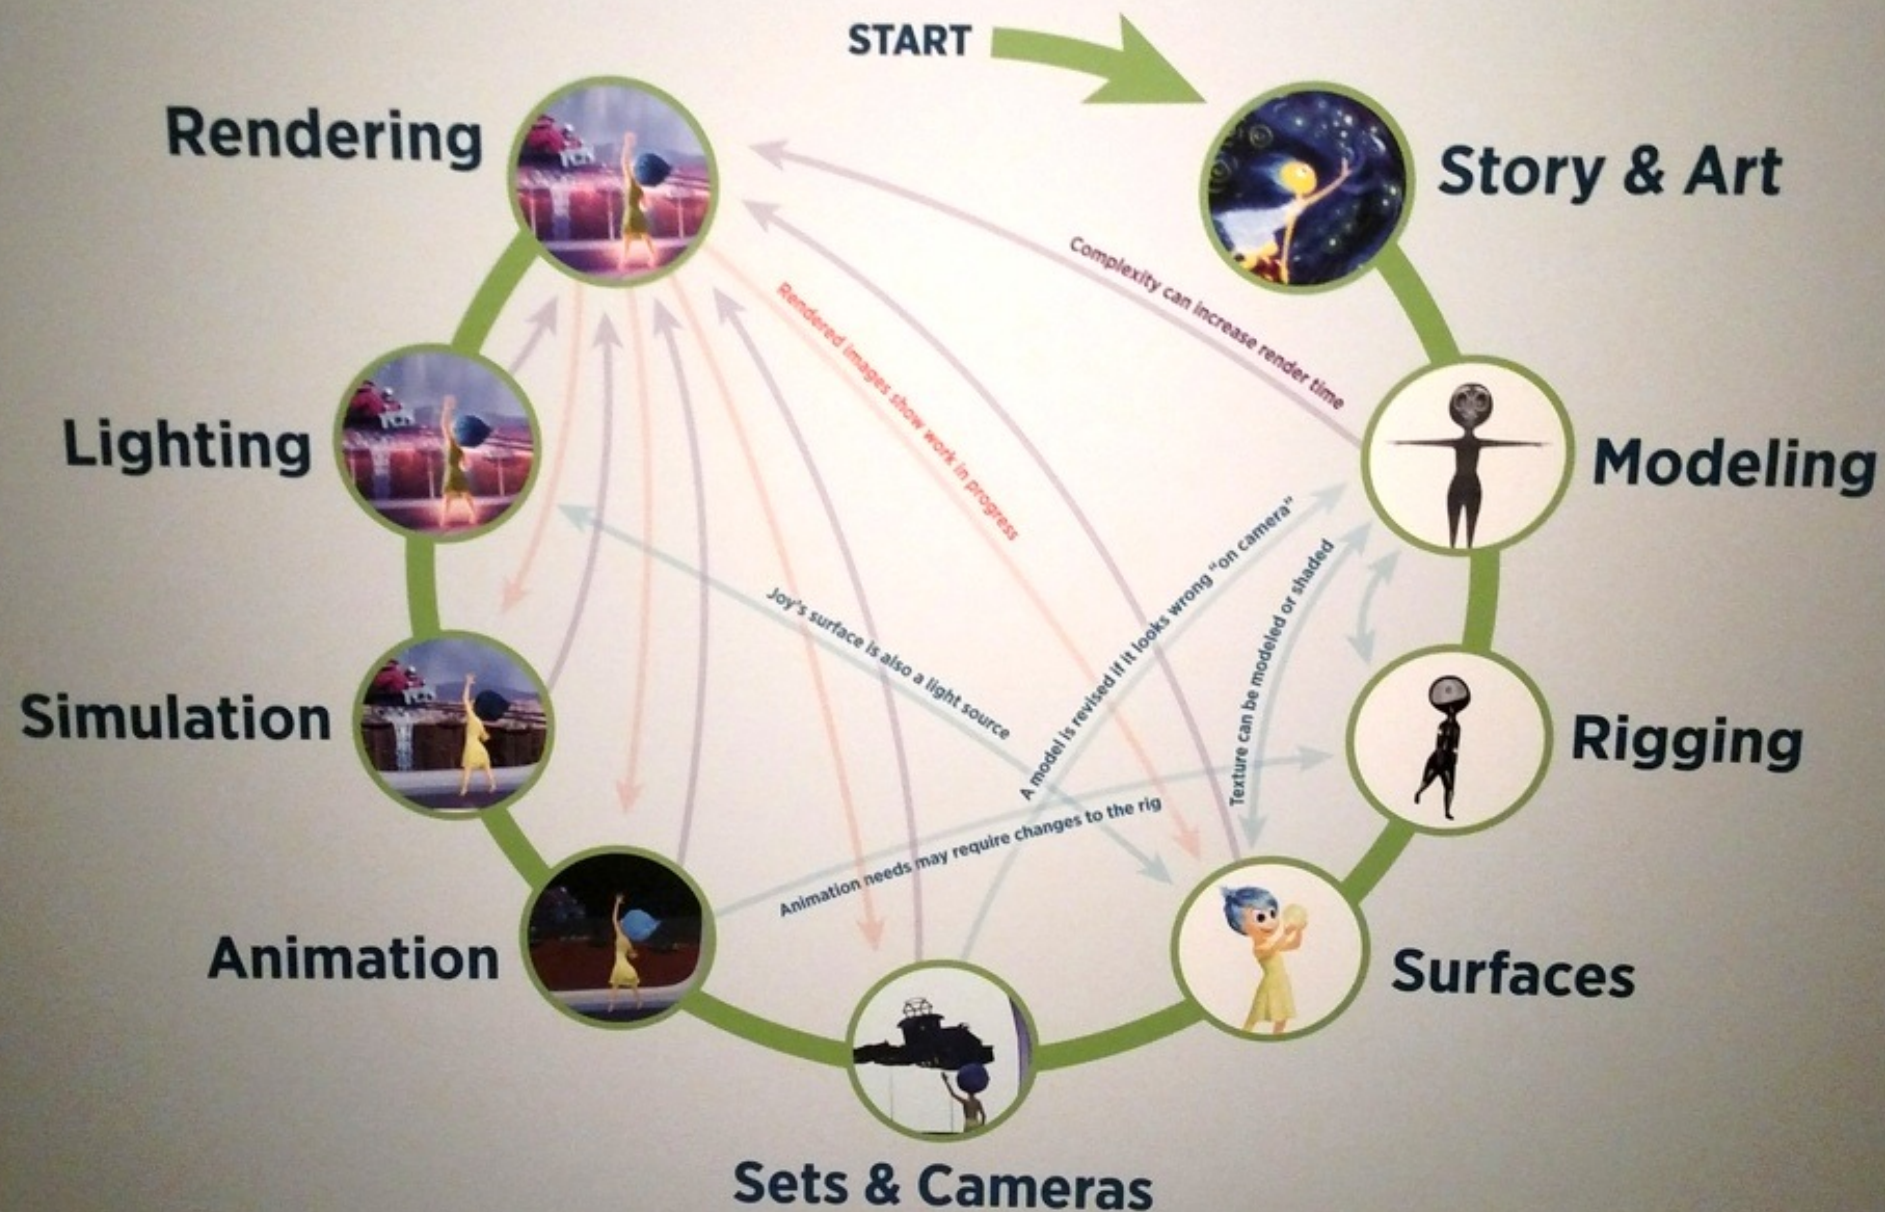 START
Story & Art
Modeling
Rigging
Surfaces
Sets & Cameras
Animation
Simulation
Lighting
Rendering
Complexity can increase render time
Rendered images show work in progress
Joy's surface is also a light source
A model is revised if it looks wrong "on camera"
Texture can be modeled or shaded
Animation needs may require changes to the rig